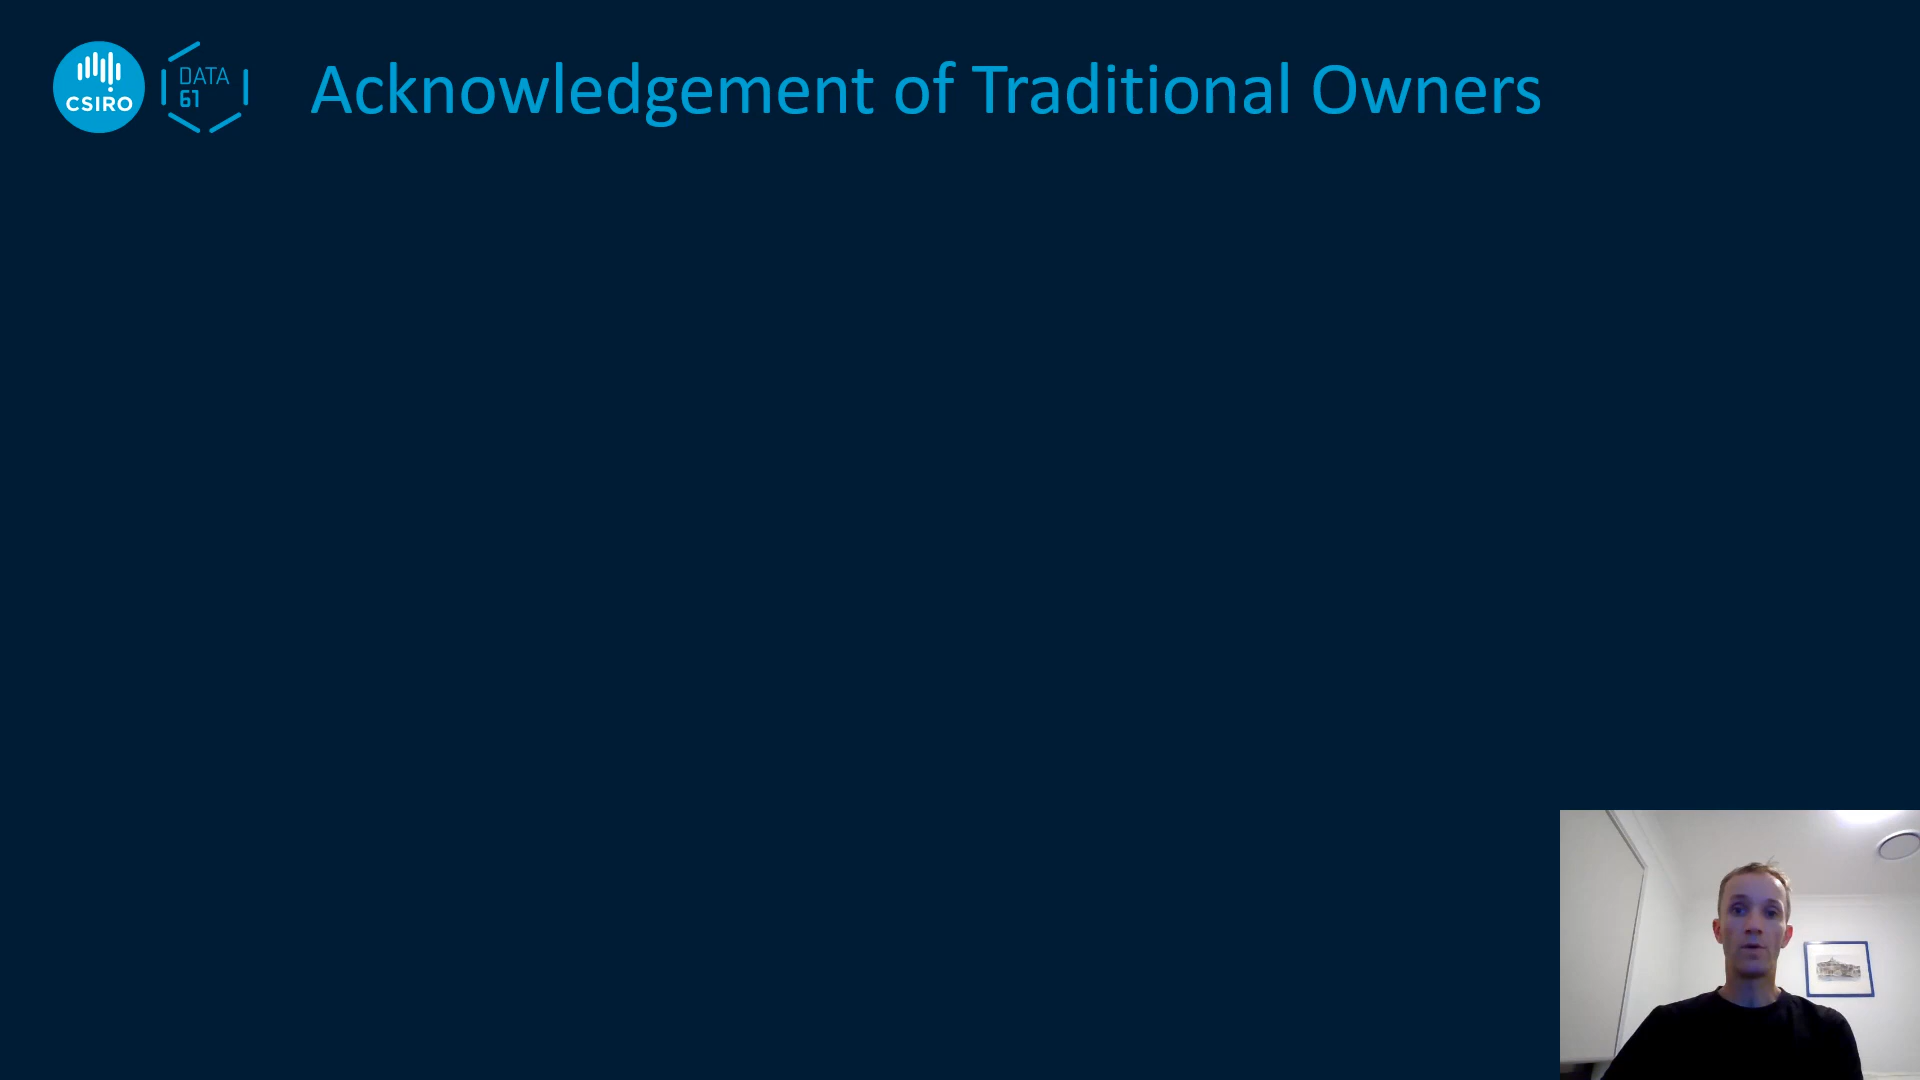 CSIRO
DATA
61
Acknowledgement of Traditional Owners